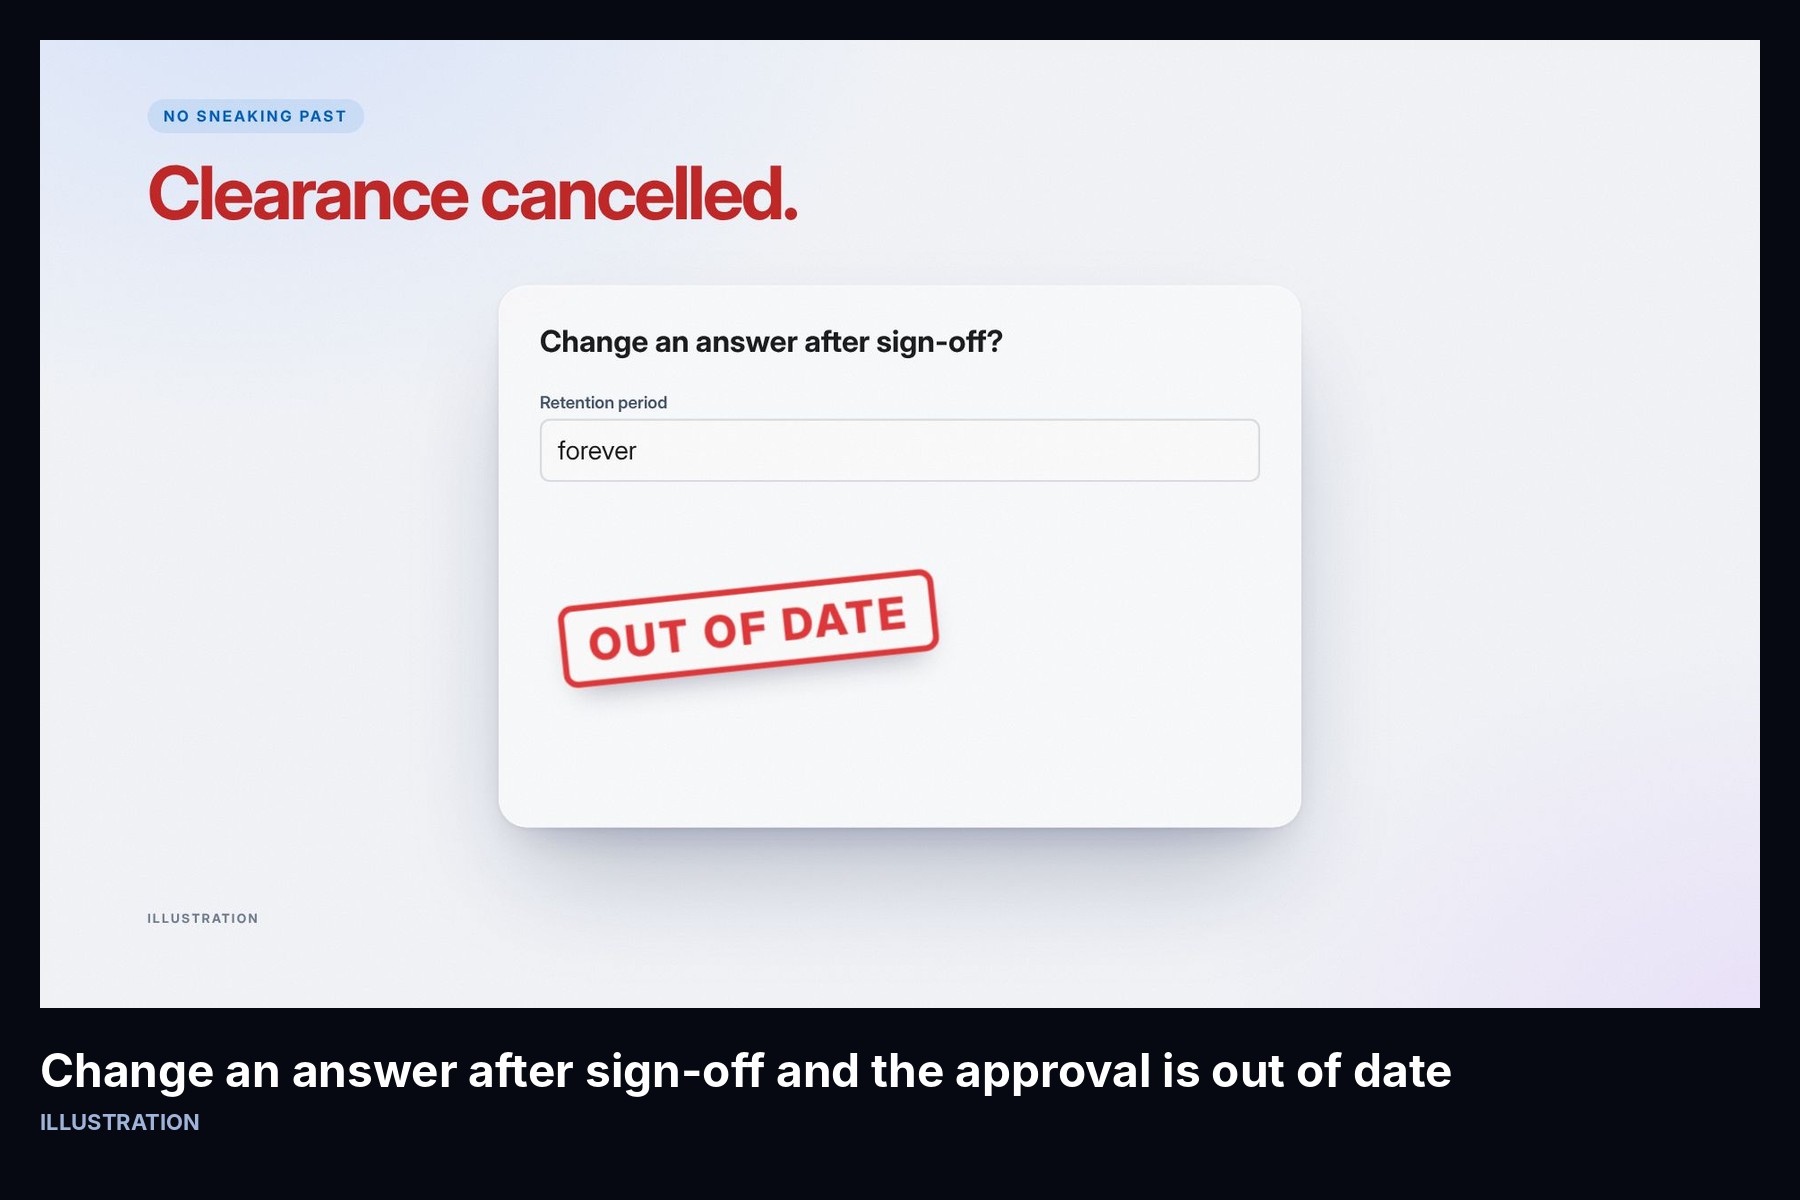 NO SNEAKING PAST
Clearance cancelled.
Change an answer after sign-off?
Retention period
forever
OUT OF DATE
ILLUSTRATION
Change an answer after sign-off and the approval is out of date
ILLUSTRATION